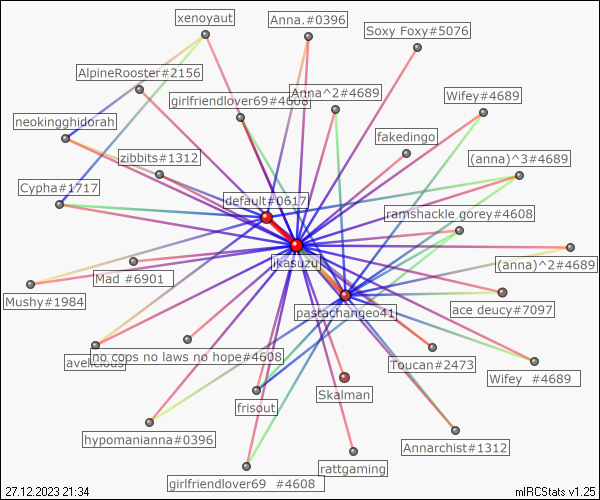 xenoyaut
Anna.#0396
Soxy Foxy#5076
AlpineRooster#2156
girlfriendlover69#4608
Anna^2#4689
Wifey#4689
neokingghidorah
fakedingo
zibbits#1312
(anna)^3#4689
Cypha#1717
default#0617
ramshackle gorey#4608
ikasuzu
(anna)^2#4689
Mad #6901
Mushy#1984
pastachangeo41
ace deucy#7097
avelicious
no cops no laws no hope#4608
Toucan#2473
Wifey #4689
Skalman
frisout
hypomanianna#0396
Annarchist#1312
rattgaming
girlfriendlover69 #4608
27.12.2023 21:34
mIRCStats v1.25